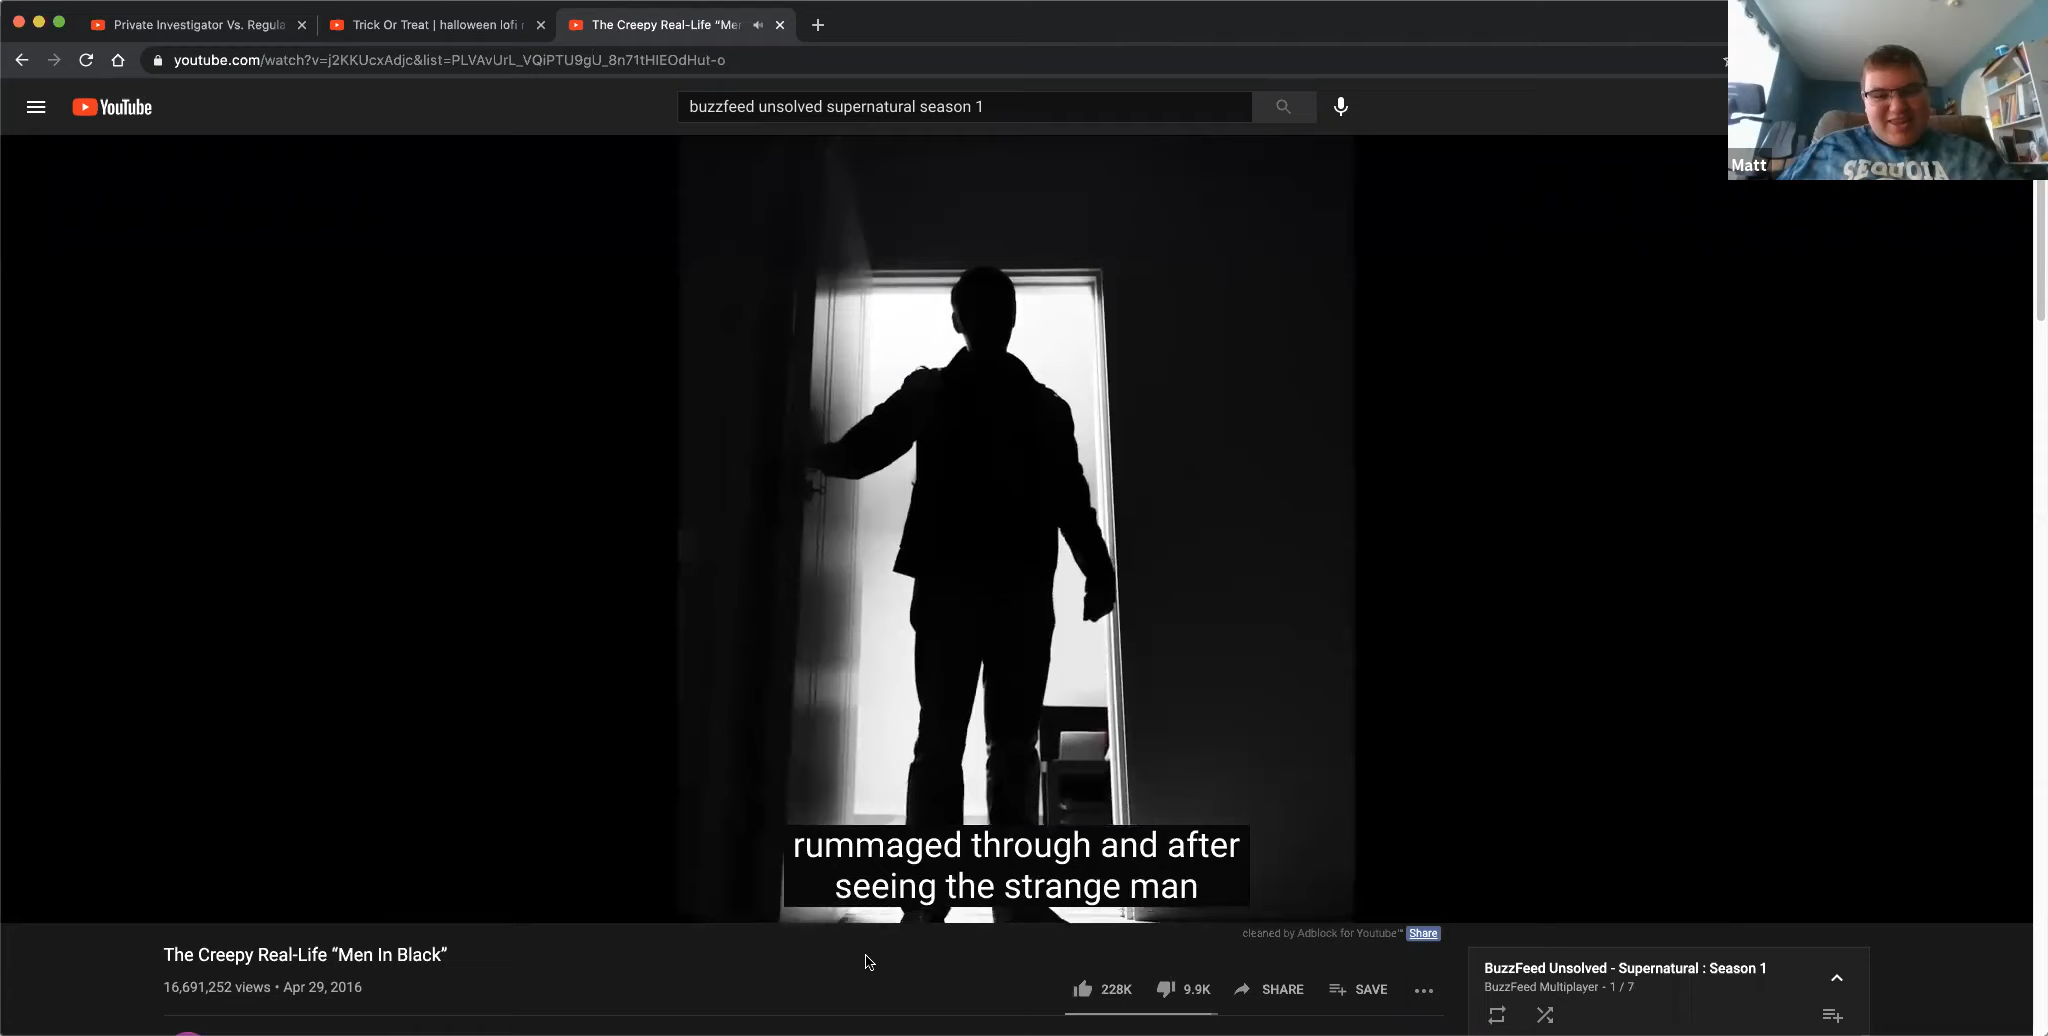 Private Investigator Vs. Regula
Trick Or Treat | halloween lofi
The Creepy Real-Life “Mer
youtube.com/watch?v=j2KKUcxAdjc&list=PLVAvUrL_VQiPTU9gU_8n71tHlEOdHut-o
YouTube
buzzfeed unsolved supernatural season 1
SEQUOIA
Matt
rummaged through and after
seeing the strange man
cleaned by Adblock for Youtube™ Share
The Creepy Real-Life “Men In Black”
16,691,252 views • Apr 29, 2016
228K 9.9K SHARE SAVE
BuzzFeed Unsolved - Supernatural : Season 1
BuzzFeed Multiplayer - 1 / 7